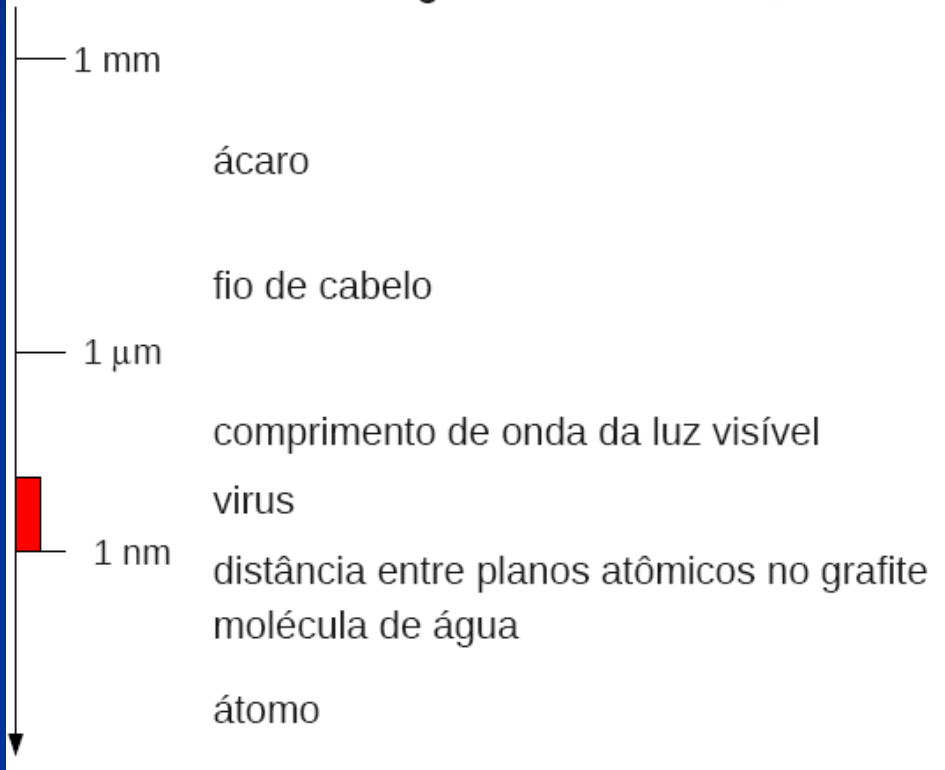 1 mm
ácaro
fio de cabelo
1 μm
comprimento de onda da luz visível
virus
1 nm
distância entre planos atômicos no grafite
molécula de água
átomo